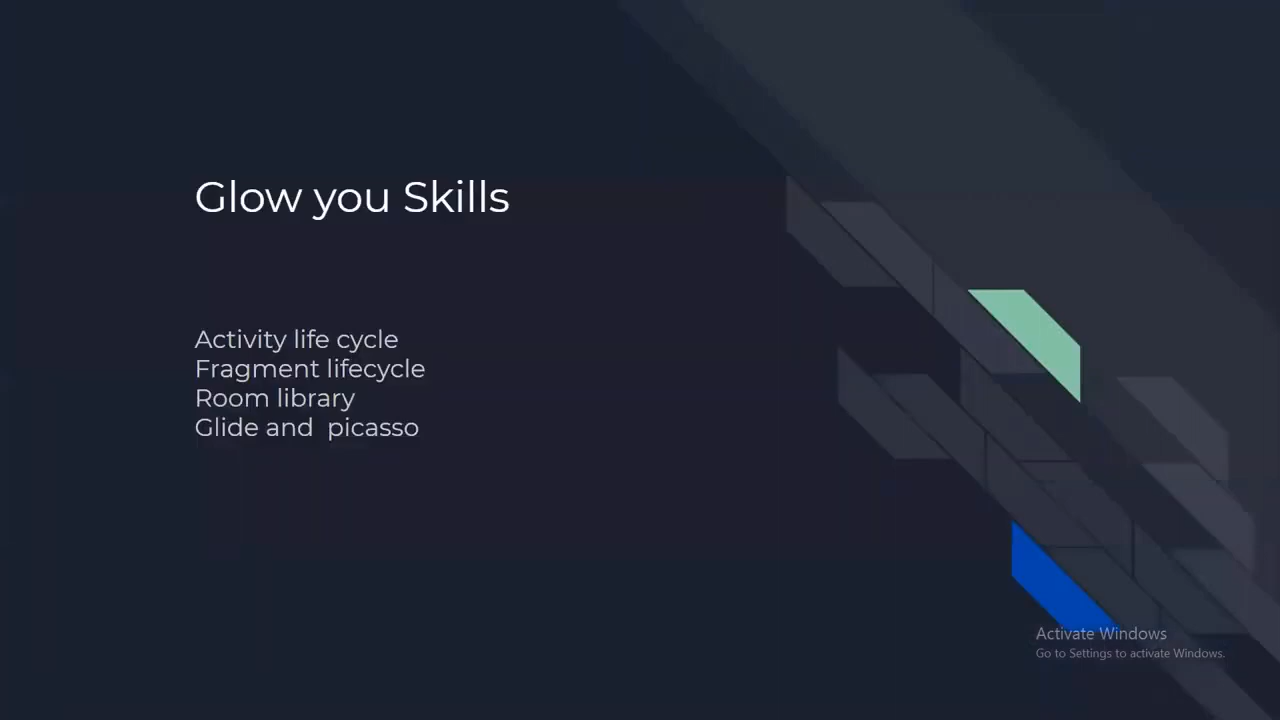 Glow you Skills
Activity life cycle
Fragment lifecycle
Room library
Glide and  picasso
Activate Windows
Go to Settings to activate Windows.